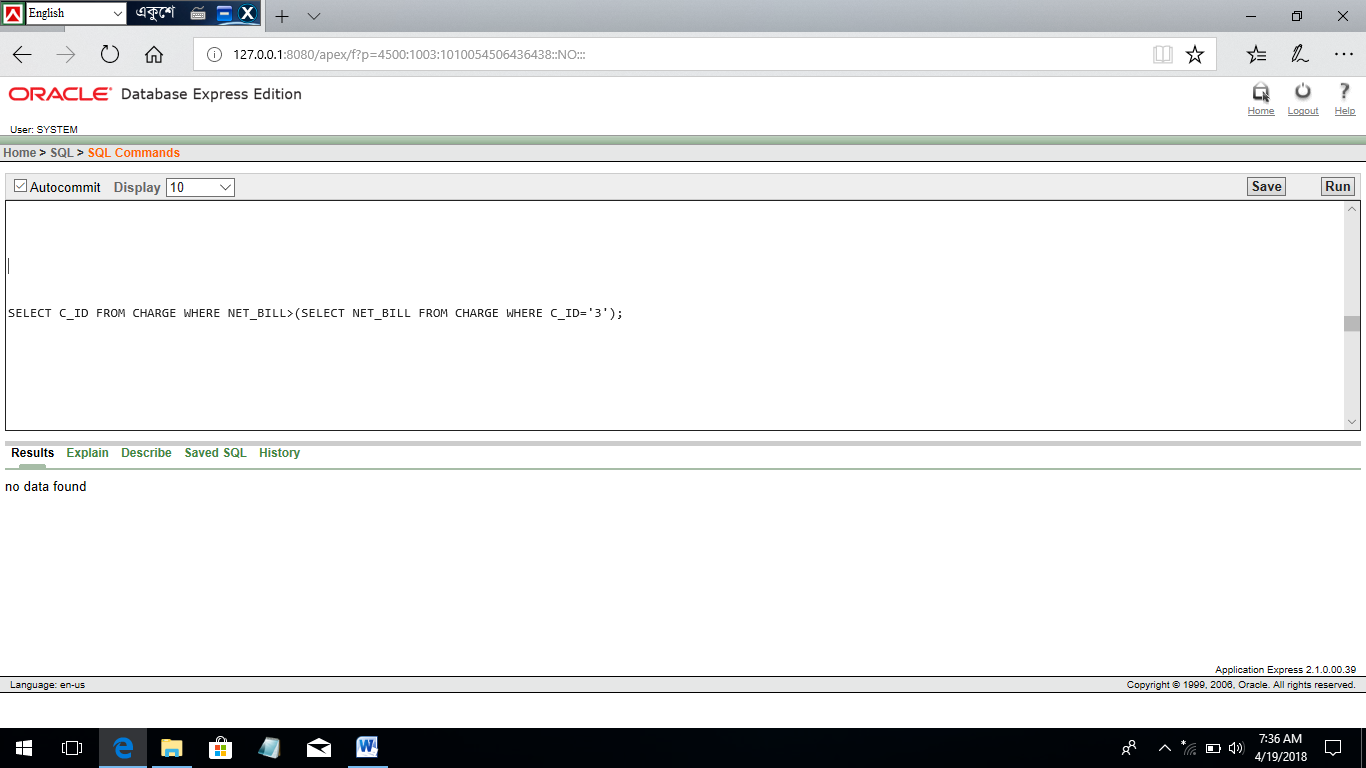 English
একুশে
127.0.0.1:8080/apex/f?p=4500:1003:1010054506436438::NO:::
ORACLE Database Express Edition
Home Logout Help
User: SYSTEM
Home > SQL > SQL Commands
Autocommit Display 10 Save Run
SELECT C_ID FROM CHARGE WHERE NET_BILL>(SELECT NET_BILL FROM CHARGE WHERE C_ID='3');
Results Explain Describe Saved SQL History
no data found
Application Express 2.1.0.00.39
Language: en-us Copyright © 1999, 2006, Oracle. All rights reserved.
7:36 AM
4/19/2018